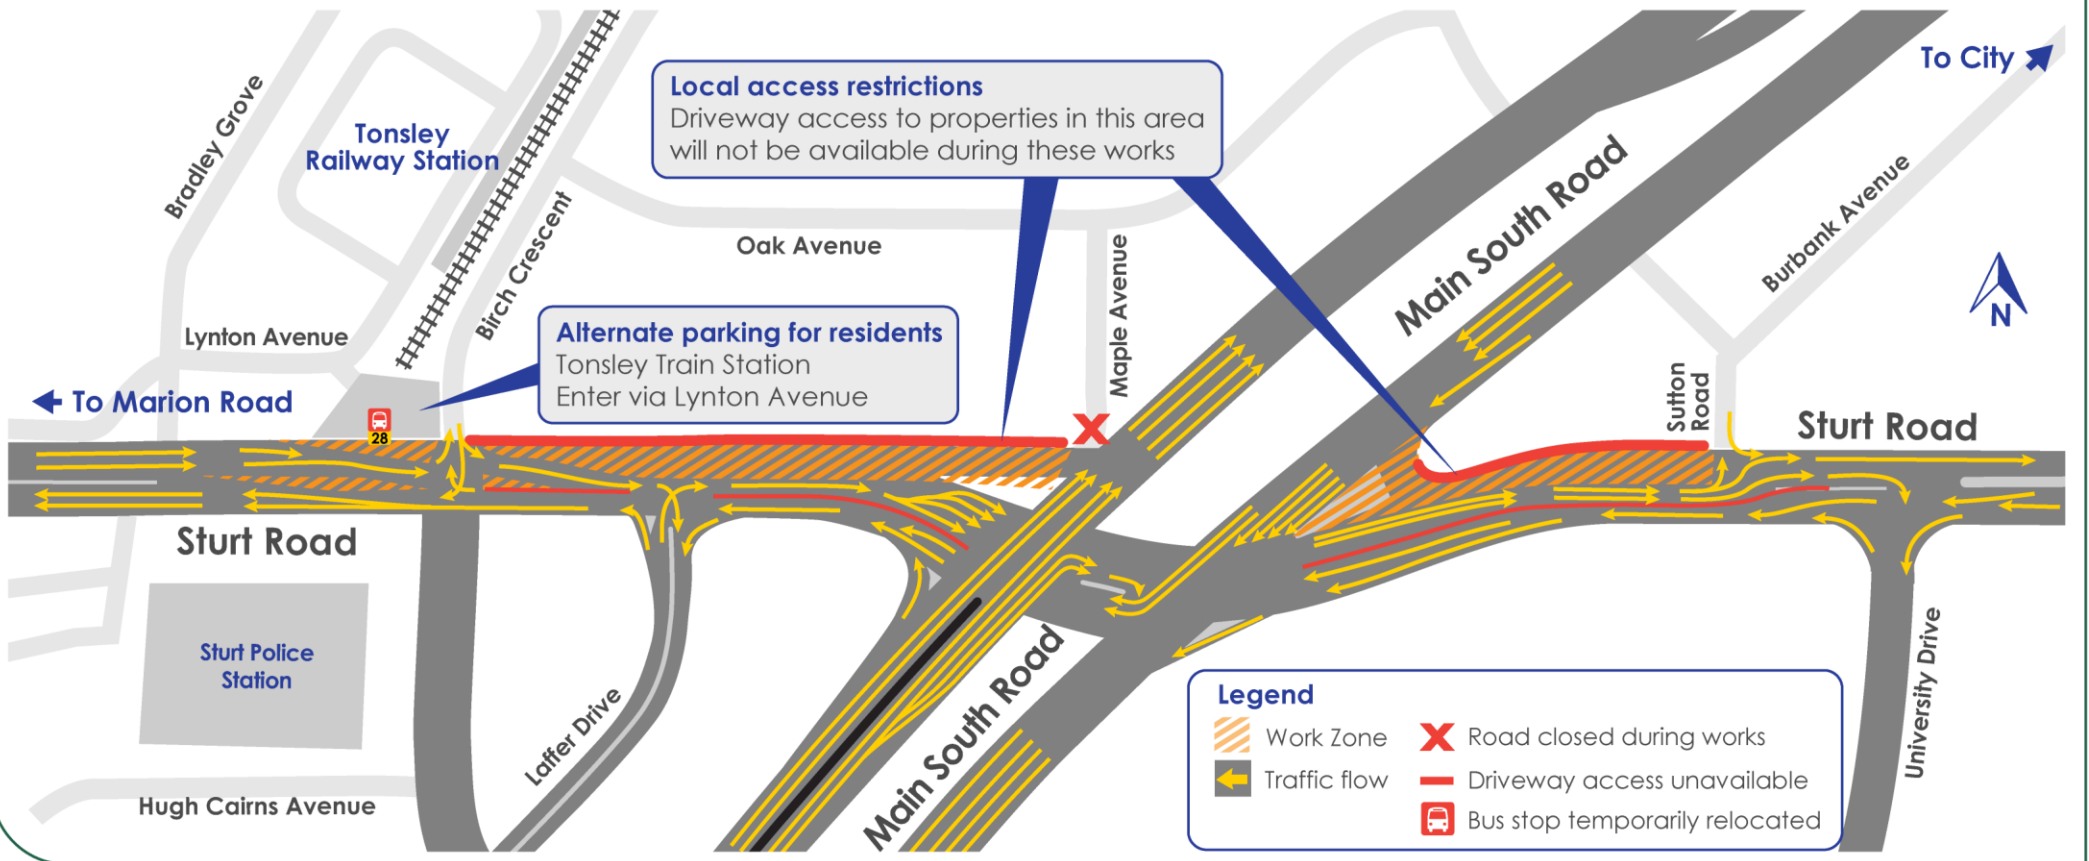 To City
Local access restrictions
Driveway access to properties in this area
will not be available during these works
Bradley Grove
Tonsley
Railway Station
Main South Road
Burbank Avenue
Oak Avenue
Birch Crescent
Maple Avenue
N
Lynton Avenue
Alternate parking for residents
Tonsley Train Station
Enter via Lynton Avenue
To Marion Road
28
Sutton
Road
Sturt Road
Sturt Road
Sturt Police
Station
Laffer Drive
Main South Road
University Drive
Hugh Cairns Avenue
Legend
Work Zone
Road closed during works
Traffic flow
Driveway access unavailable
Bus stop temporarily relocated